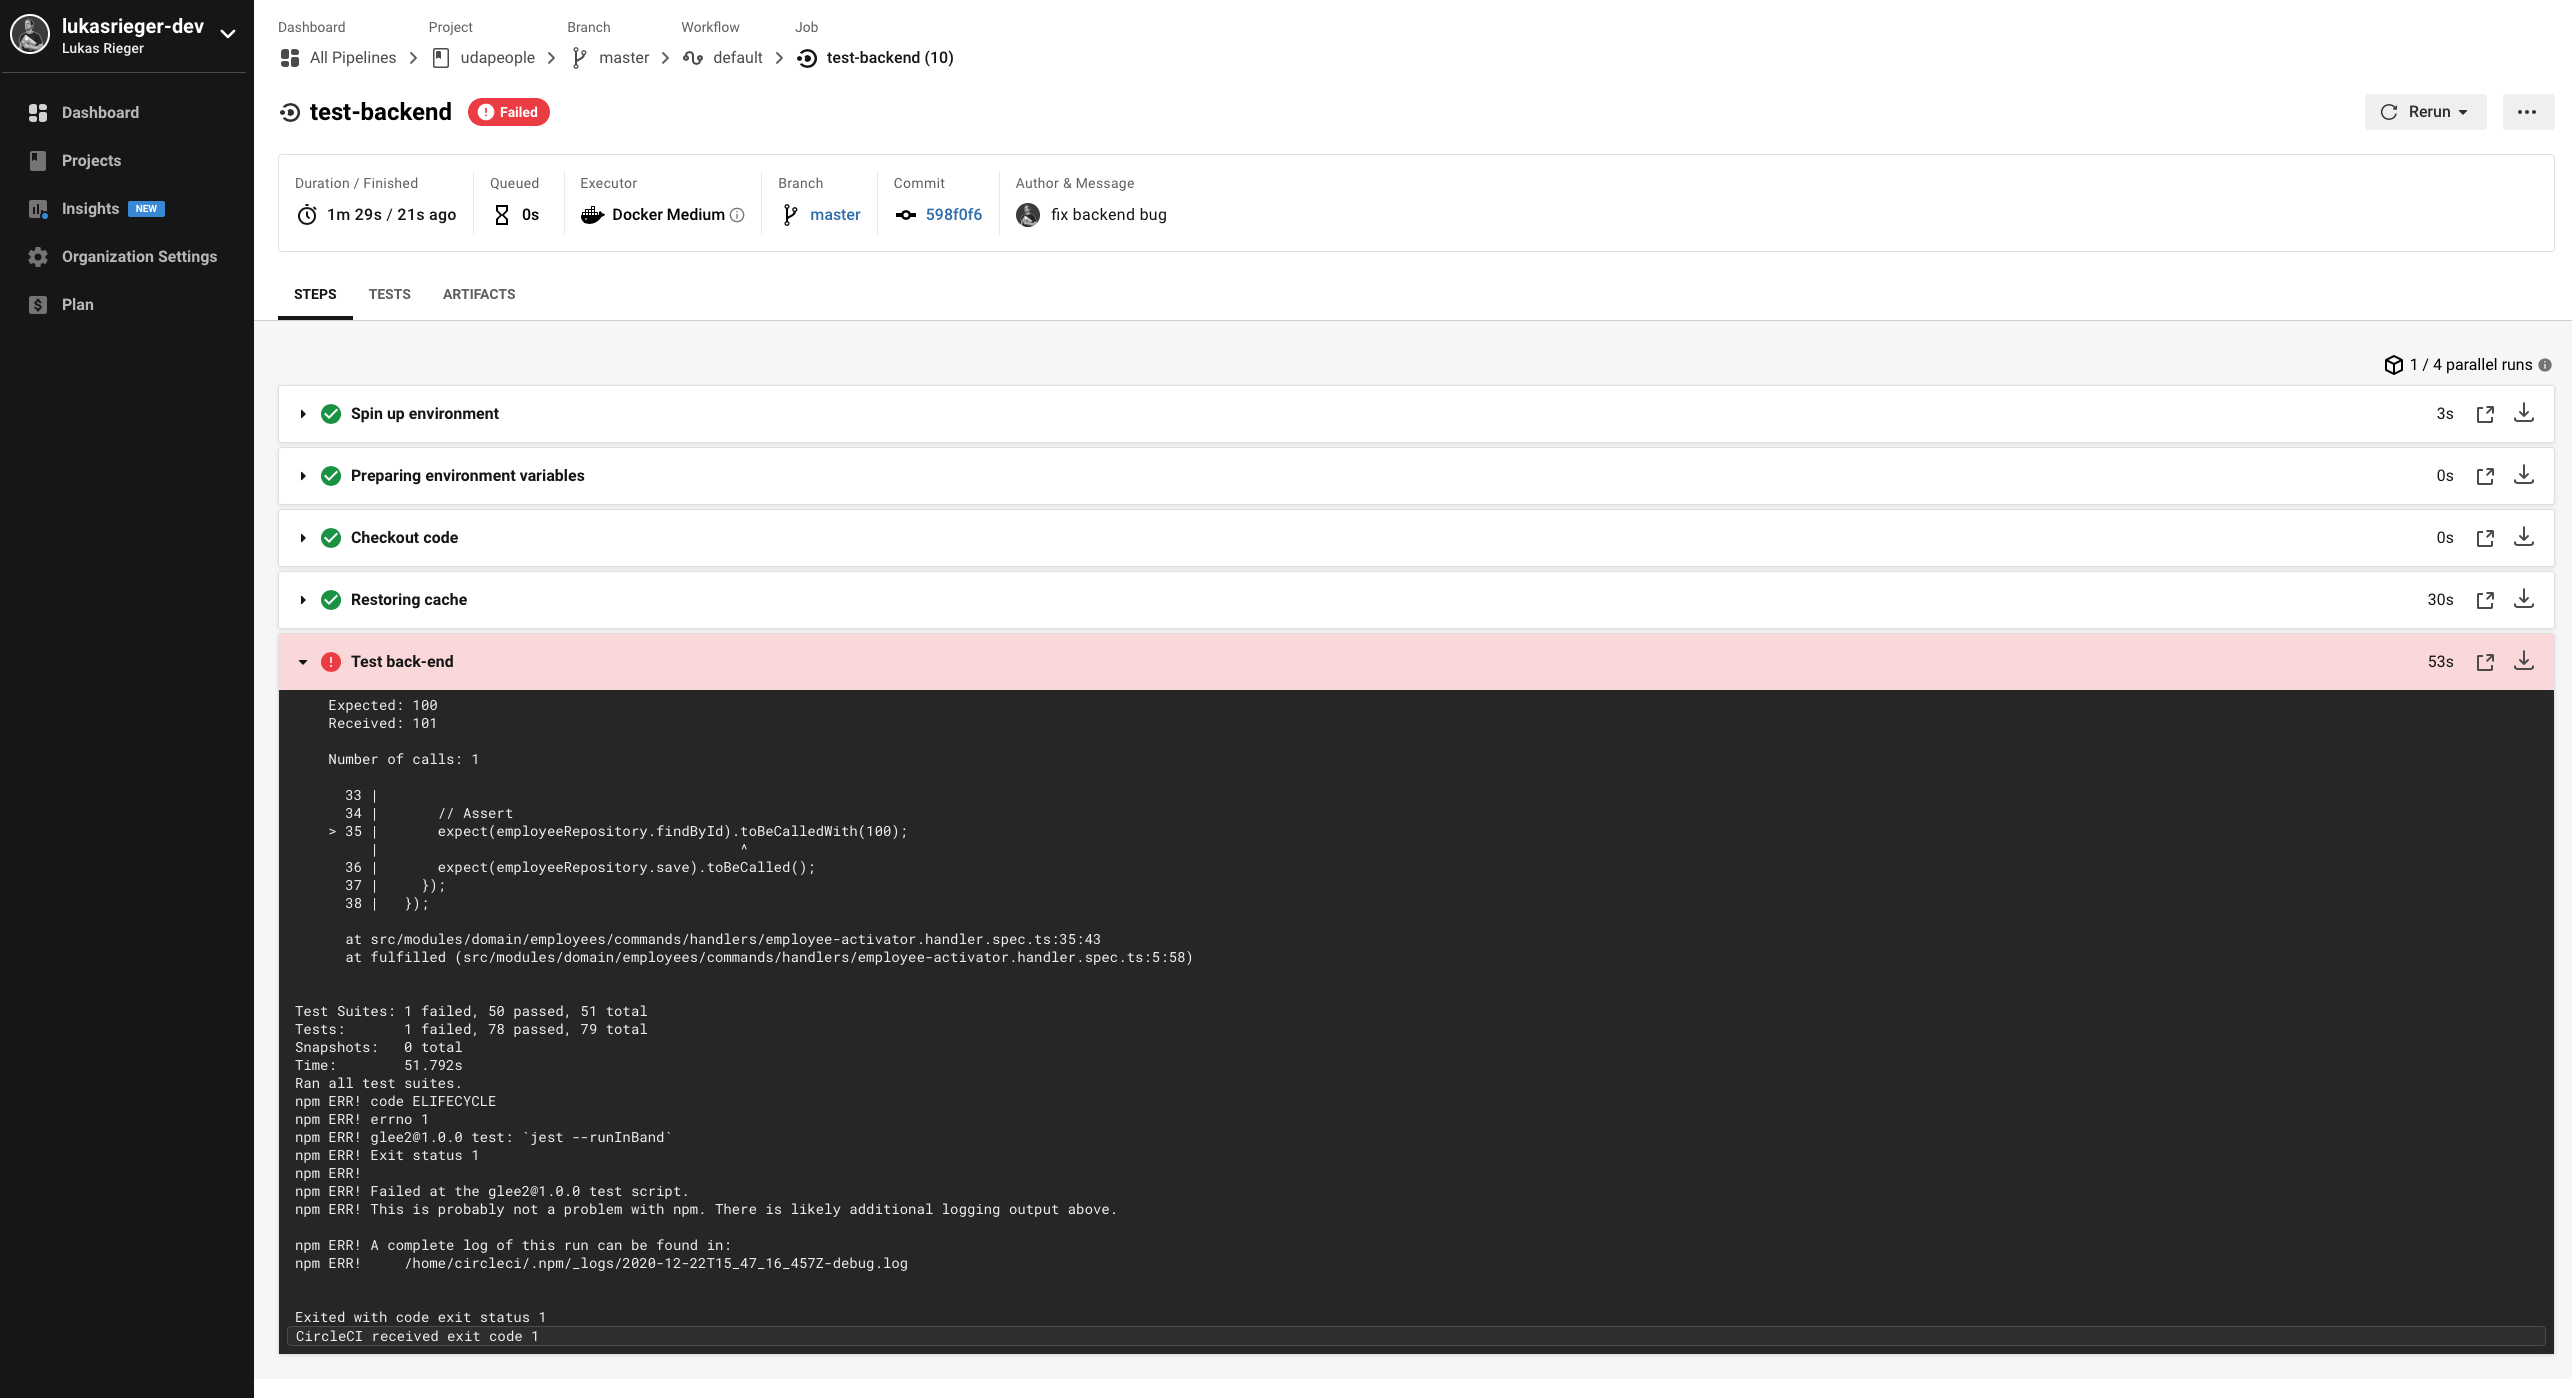 lukasrieger-dev
Lukas Rieger
Dashboard
Projects
Insights NEW
Organization Settings
Plan
Dashboard Project Branch Workflow Job
All Pipelines udapeople master default test-backend (10)
test-backend Failed
Rerun
Duration / Finished Queued Executor Branch Commit Author & Message
1m 29s / 21s ago 0s Docker Medium master 598f0f6 fix backend bug
STEPS TESTS ARTIFACTS
1 / 4 parallel runs
Spin up environment 3s
Preparing environment variables 0s
Checkout code 0s
Restoring cache 30s
Test back-end 53s
Expected: 100
Received: 101
Number of calls: 1
33 |
34 | // Assert
> 35 | expect(employeeRepository.findById).toBeCalledWith(100);
| ^
36 | expect(employeeRepository.save).toBeCalled();
37 | });
38 | });
at src/modules/domain/employees/commands/handlers/employee-activator.handler.spec.ts:35:43
at fulfilled (src/modules/domain/employees/commands/handlers/employee-activator.handler.spec.ts:5:58)
Test Suites: 1 failed, 50 passed, 51 total
Tests: 1 failed, 78 passed, 79 total
Snapshots: 0 total
Time: 51.792s
Ran all test suites.
npm ERR! code ELIFECYCLE
npm ERR! errno 1
npm ERR! glee2@1.0.0 test: `jest --runInBand`
npm ERR! Exit status 1
npm ERR!
npm ERR! Failed at the glee2@1.0.0 test script.
npm ERR! This is probably not a problem with npm. There is likely additional logging output above.
npm ERR! A complete log of this run can be found in:
npm ERR! /home/circleci/.npm/_logs/2020-12-22T15_47_16_457Z-debug.log
Exited with code exit status 1
CircleCI received exit code 1